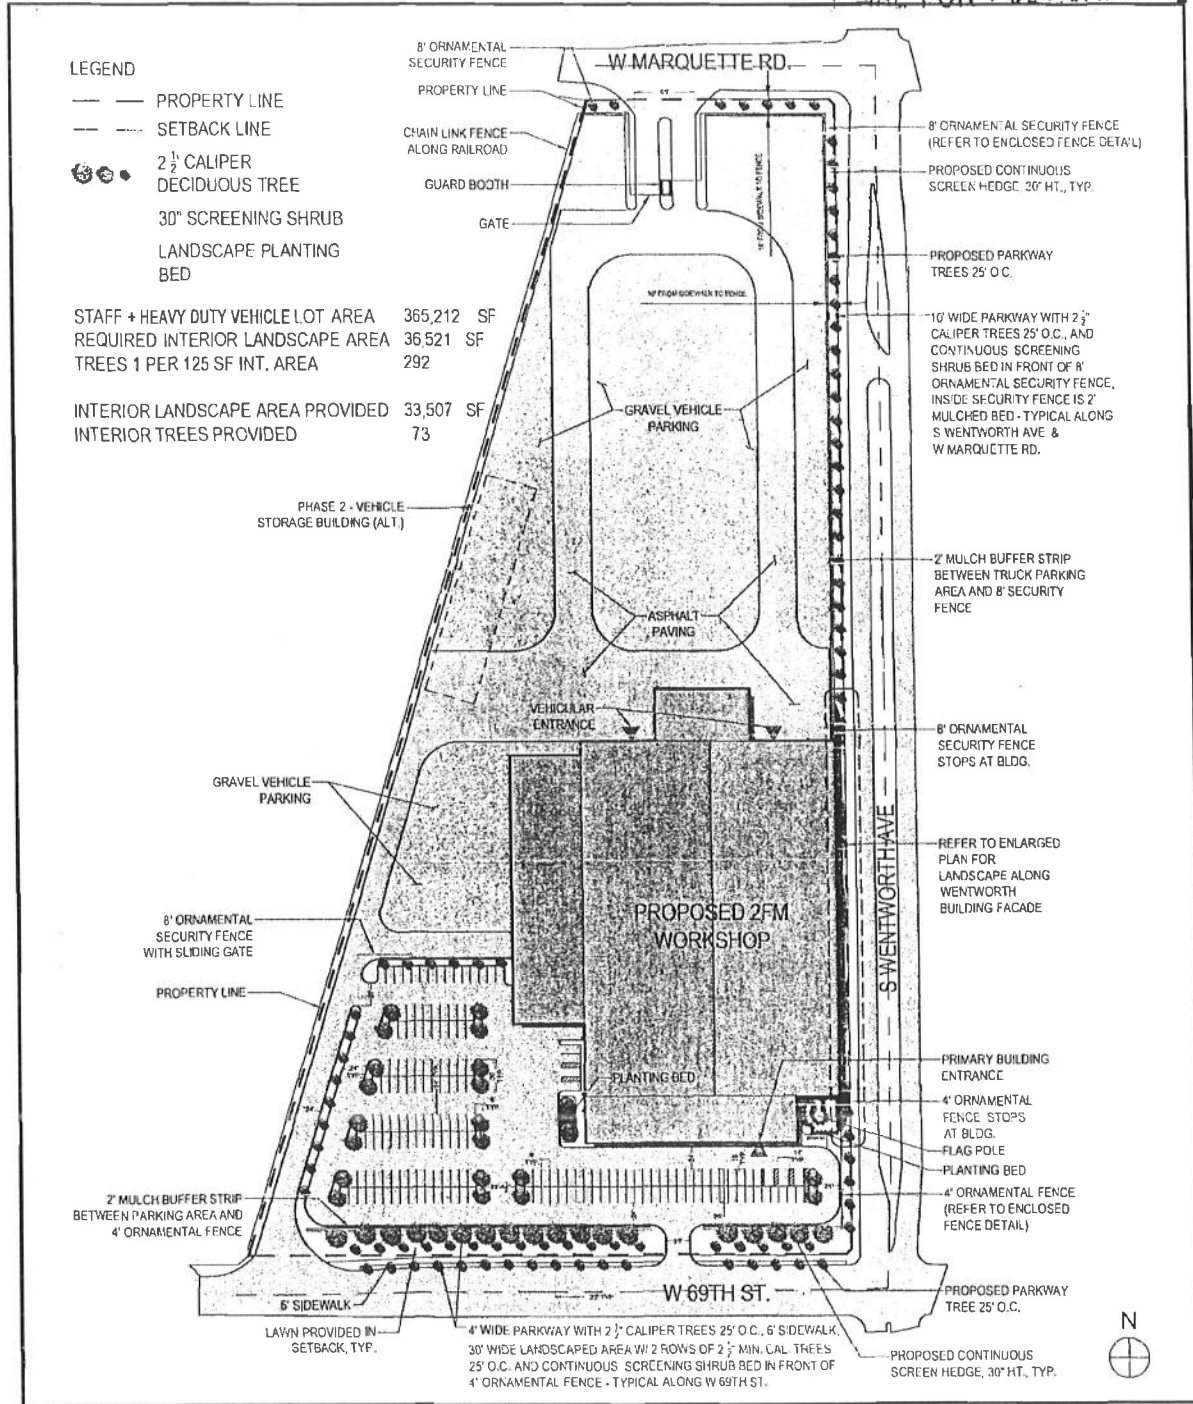 LEGEND
PROPERTY LINE
SETBACK LINE
2 1/2" CALIPER
DECIDUOUS TREE
30" SCREENING SHRUB
LANDSCAPE PLANTING
BED
STAFF + HEAVY DUTY VEHICLE LOT AREA 365,212 SF
REQUIRED INTERIOR LANDSCAPE AREA 36,521 SF
TREES 1 PER 125 SF INT. AREA 292
INTERIOR LANDSCAPE AREA PROVIDED 33,507 SF
INTERIOR TREES PROVIDED 73
8' ORNAMENTAL
SECURITY FENCE
PROPERTY LINE
CHAIN LINK FENCE
ALONG RAILROAD
GUARD BOOTH
GATE
W MARQUETTE RD.
8' ORNAMENTAL SECURITY FENCE
(REFER TO ENCLOSED FENCE DETAIL)
PROPOSED CONTINUOUS
SCREEN HEDGE, 30" HT., TYP.
PROPOSED PARKWAY
TREES 25' O.C.
10' FROM SIDEWALK TO FENCE
10' WIDE PARKWAY WITH 2 1/2"
CALIPER TREES 25' O.C., AND
CONTINUOUS SCREENING
SHRUB BED IN FRONT OF 8'
ORNAMENTAL SECURITY FENCE,
INSIDE SECURITY FENCE IS 2'
MULCHED BED - TYPICAL ALONG
S WENTWORTH AVE &
W MARQUETTE RD.
GRAVEL VEHICLE
PARKING
PHASE 2 - VEHICLE
STORAGE BUILDING (ALT.)
2' MULCH BUFFER STRIP
BETWEEN TRUCK PARKING
AREA AND 8' SECURITY
FENCE
ASPHALT
PAVING
VEHICULAR
ENTRANCE
8' ORNAMENTAL
SECURITY FENCE
STOPS AT BLDG.
GRAVEL VEHICLE
PARKING
REFER TO ENLARGED
PLAN FOR
LANDSCAPE ALONG
WENTWORTH
BUILDING FACADE
S WENTWORTH AVE
PROPOSED 2FM
WORKSHOP
8' ORNAMENTAL
SECURITY FENCE
WITH SLIDING GATE
PROPERTY LINE
PLANTING BED
PRIMARY BUILDING
ENTRANCE
4' ORNAMENTAL
FENCE STOPS
AT BLDG.
FLAG POLE
PLANTING BED
4' ORNAMENTAL FENCE
(REFER TO ENCLOSED
FENCE DETAIL)
2' MULCH BUFFER STRIP
BETWEEN PARKING AREA AND
4' ORNAMENTAL FENCE
W 69TH ST.
PROPOSED PARKWAY
TREE 25' O.C.
6' SIDEWALK
LAWN PROVIDED IN
SETBACK, TYP.
4' WIDE PARKWAY WITH 2 1/2" CALIPER TREES 25' O.C., 6' SIDEWALK,
30' WIDE LANDSCAPED AREA W/ 2 ROWS OF 2 1/2" MIN. CAL. TREES
25' O.C. AND CONTINUOUS SCREENING SHRUB BED IN FRONT OF
4' ORNAMENTAL FENCE - TYPICAL ALONG W 69TH ST.
PROPOSED CONTINUOUS
SCREEN HEDGE, 30" HT., TYP.
N